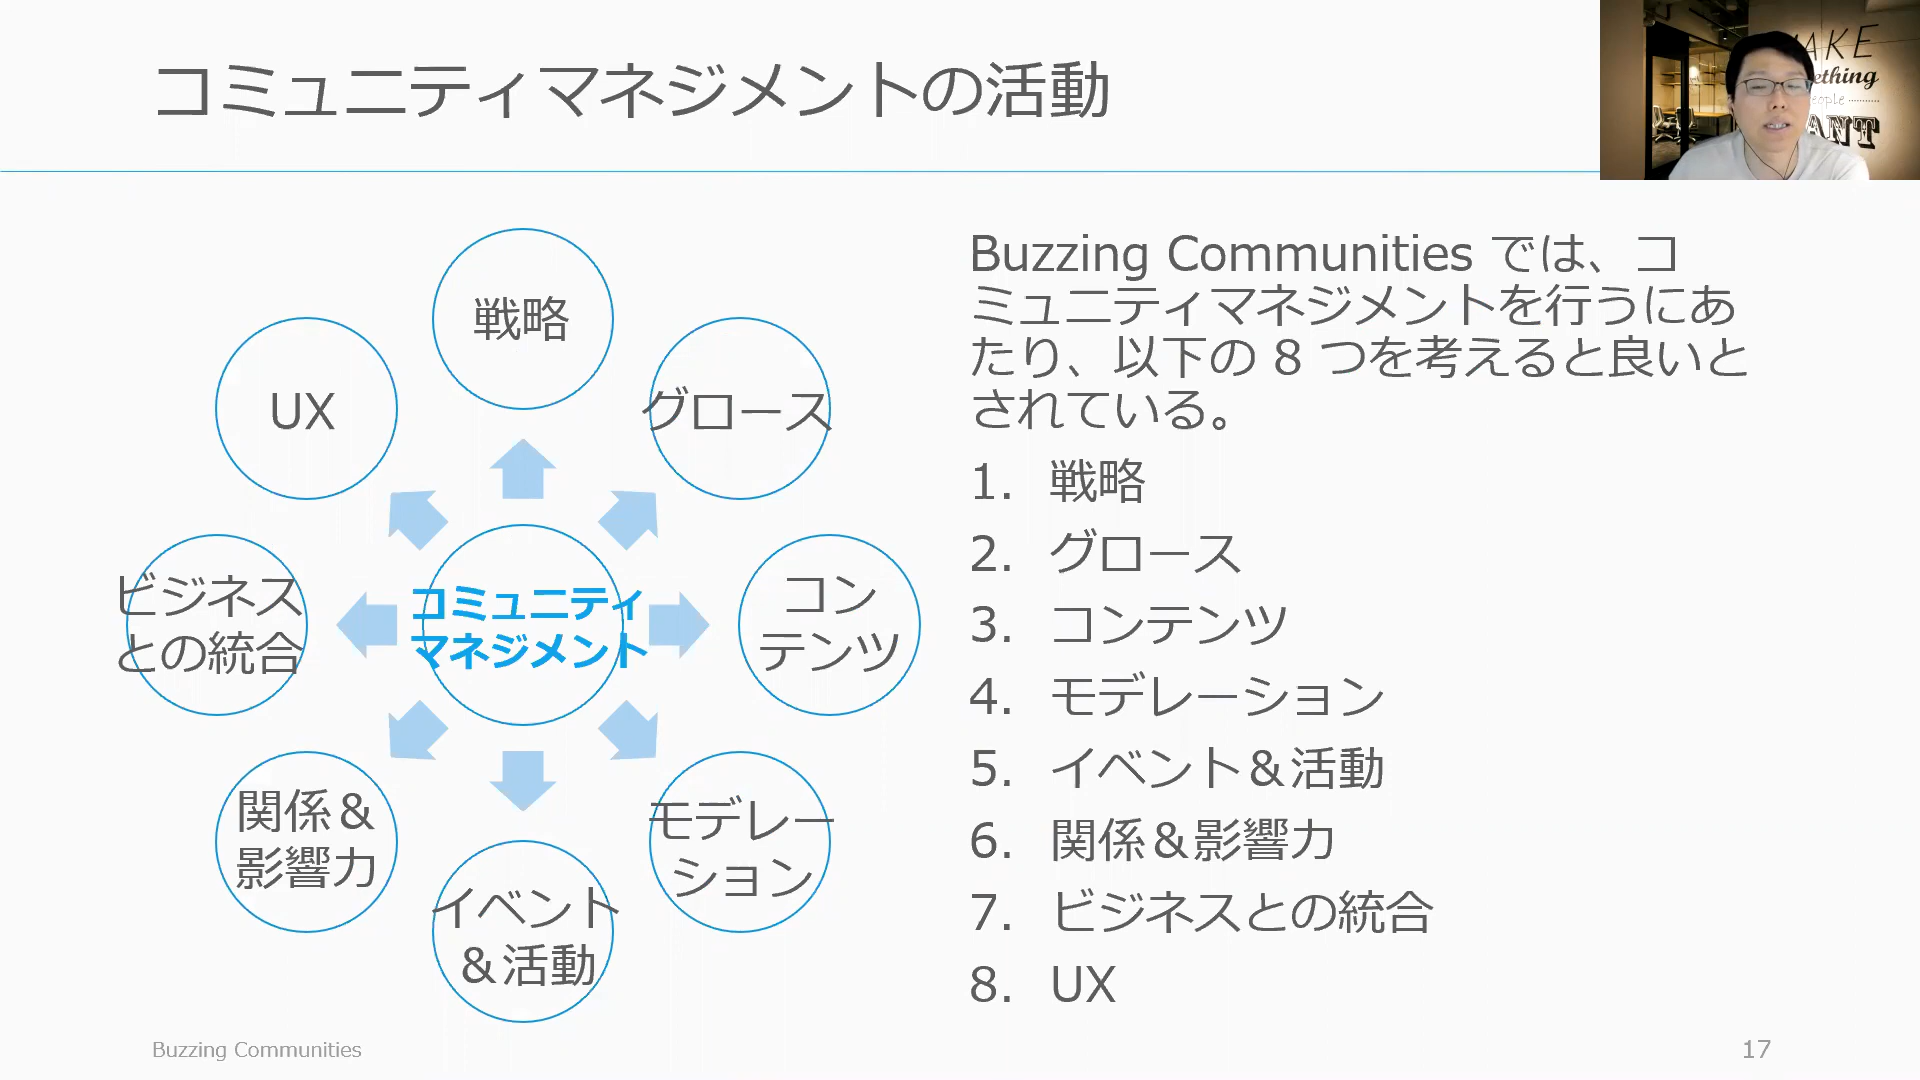 コミュニティマネジメントの活動
AKE
ething
eople
ANT
戦略
グロース
コン
テンツ
モデレー
ション
イベント
＆活動
関係＆
影響力
ビジネス
との統合
UX
コミュニティ
マネジメント
Buzzing Communities では、コ
ミュニティマネジメントを行うにあ
たり、以下の 8 つを考えると良いと
されている。
1. 戦略
2. グロース
3. コンテンツ
4. モデレーション
5. イベント＆活動
6. 関係＆影響力
7. ビジネスとの統合
8. UX
Buzzing Communities
17